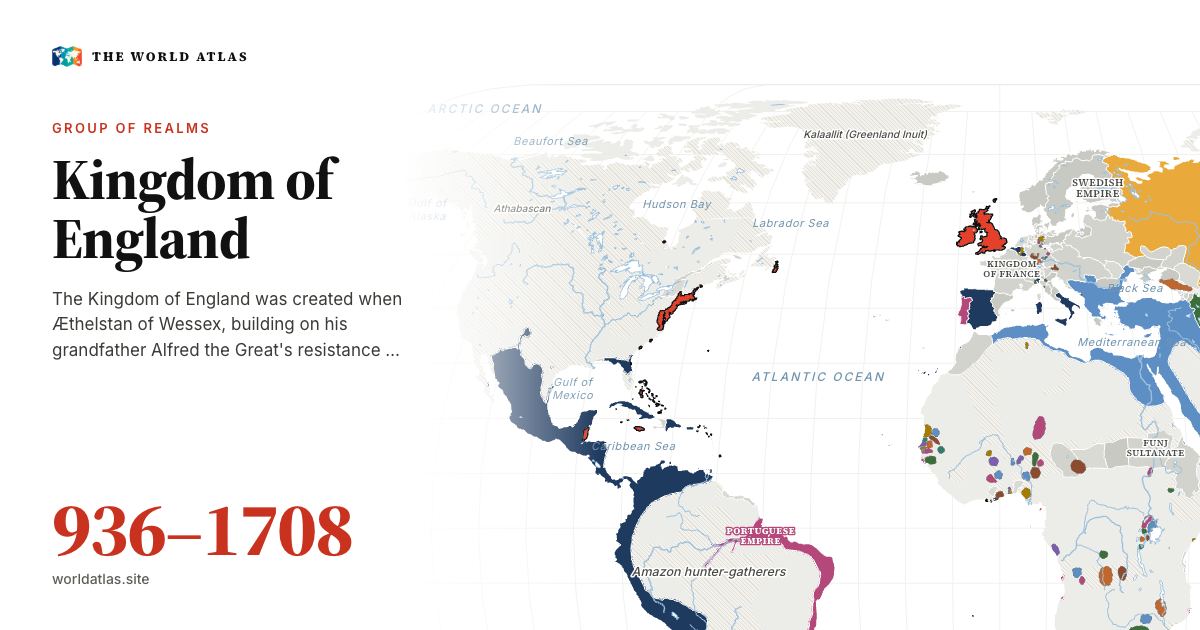 THE WORLD ATLAS
GROUP OF REALMS
Kingdom of
England
The Kingdom of England was created when
Æthelstan of Wessex, building on his
grandfather Alfred the Great's resistance ...
936–1708
worldatlas.site
ARCTIC OCEAN
Beaufort Sea
Kalaallit (Greenland Inuit)
Athabascan
Hudson Bay
Labrador Sea
SWEDISH
EMPIRE
KINGDOM
OF FRANCE
Black Sea
Mediterranean Sea
ATLANTIC OCEAN
Gulf of
Mexico
Caribbean Sea
FUNJ
SULTANATE
PORTUGUESE
EMPIRE
Amazon hunter-gatherers